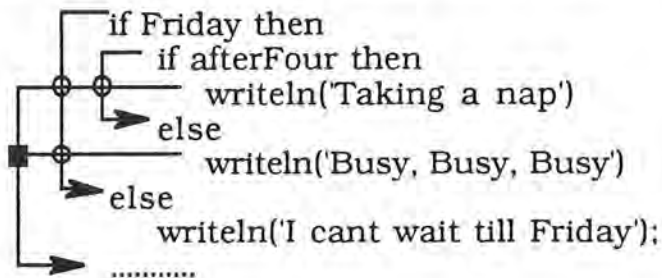 if Friday then
if afterFour then
writeln('Taking a nap')
else
writeln('Busy, Busy, Busy')
else
writeln('I cant wait till Friday');
...........